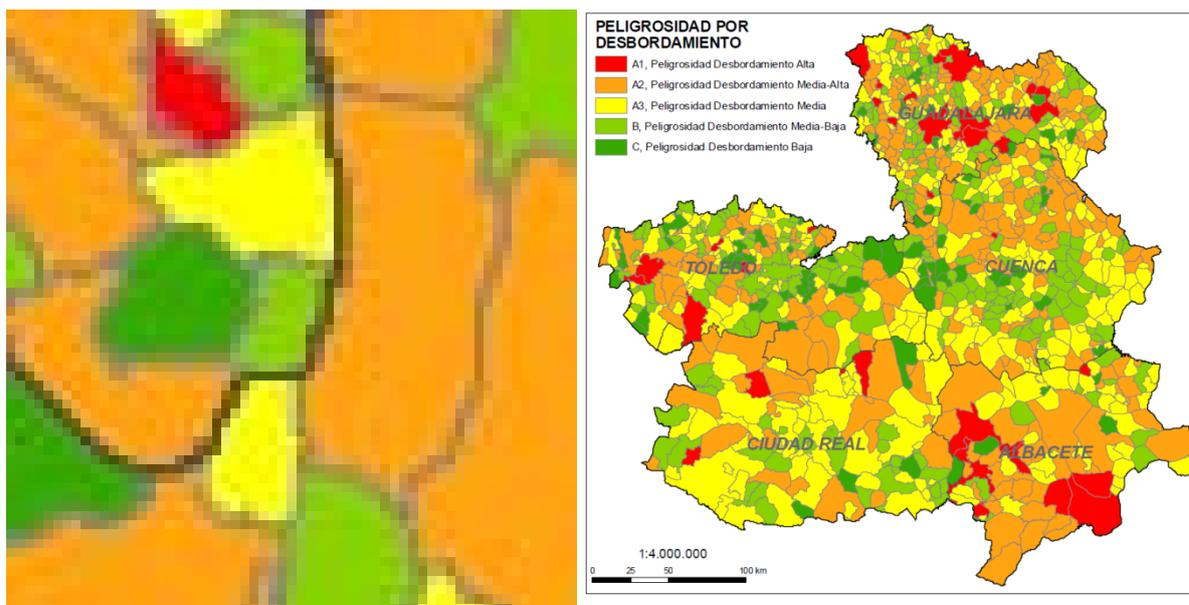 PELIGROSIDAD POR
DESBORDAMIENTO
A1, Peligrosidad Desbordamiento Alta
A2, Peligrosidad Desbordamiento Media-Alta
A3, Peligrosidad Desbordamiento Media
B, Peligrosidad Desbordamiento Media-Baja
C, Peligrosidad Desbordamiento Baja
GUADALAJARA
TOLEDO
CUENCA
CIUDAD REAL
ALBACETE
1:4.000.000
0 25 50 100 km